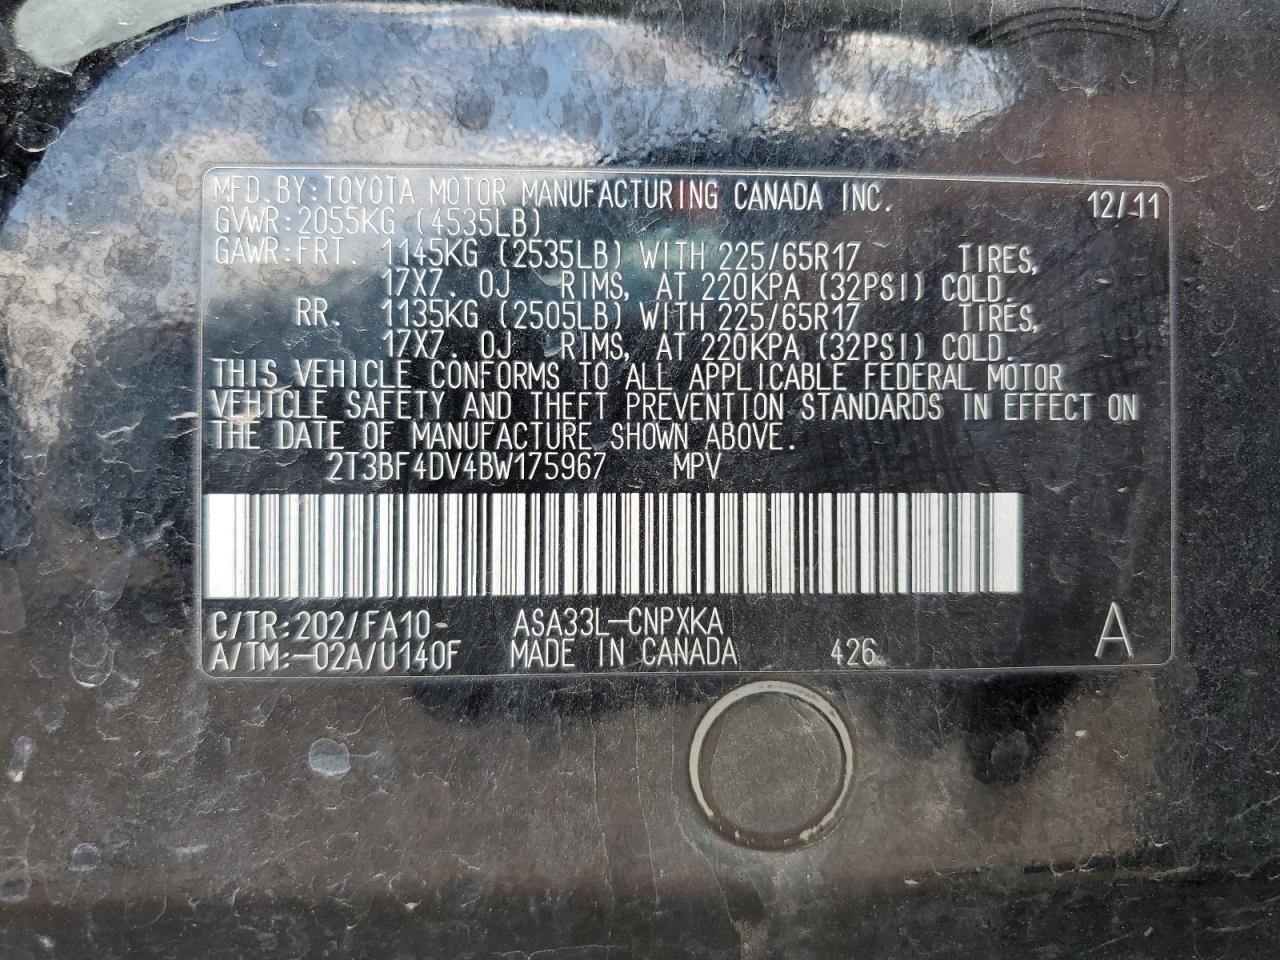 MFD.BY:TOYOTA MOTOR MANUFACTURING CANADA INC. 12/11
GVWR:2055KG (4535LB)
GAWR:FRT. 1145KG (2535LB) WITH 225/65R17 TIRES,
17X7.0J RIMS, AT 220KPA (32PSI) COLD.
RR. 1135KG (2505LB) WITH 225/65R17 TIRES,
17X7.0J RIMS, AT 220KPA (32PSI) COLD.
THIS VEHICLE CONFORMS TO ALL APPLICABLE FEDERAL MOTOR
VEHICLE SAFETY AND THEFT PREVENTION STANDARDS IN EFFECT ON
THE DATE OF MANUFACTURE SHOWN ABOVE.
2T3BF4DV4BW175967 MPV
C/TR:202/FA10 ASA33L-CNPXKA
A/TM:-02A/U140F MADE IN CANADA 426 A